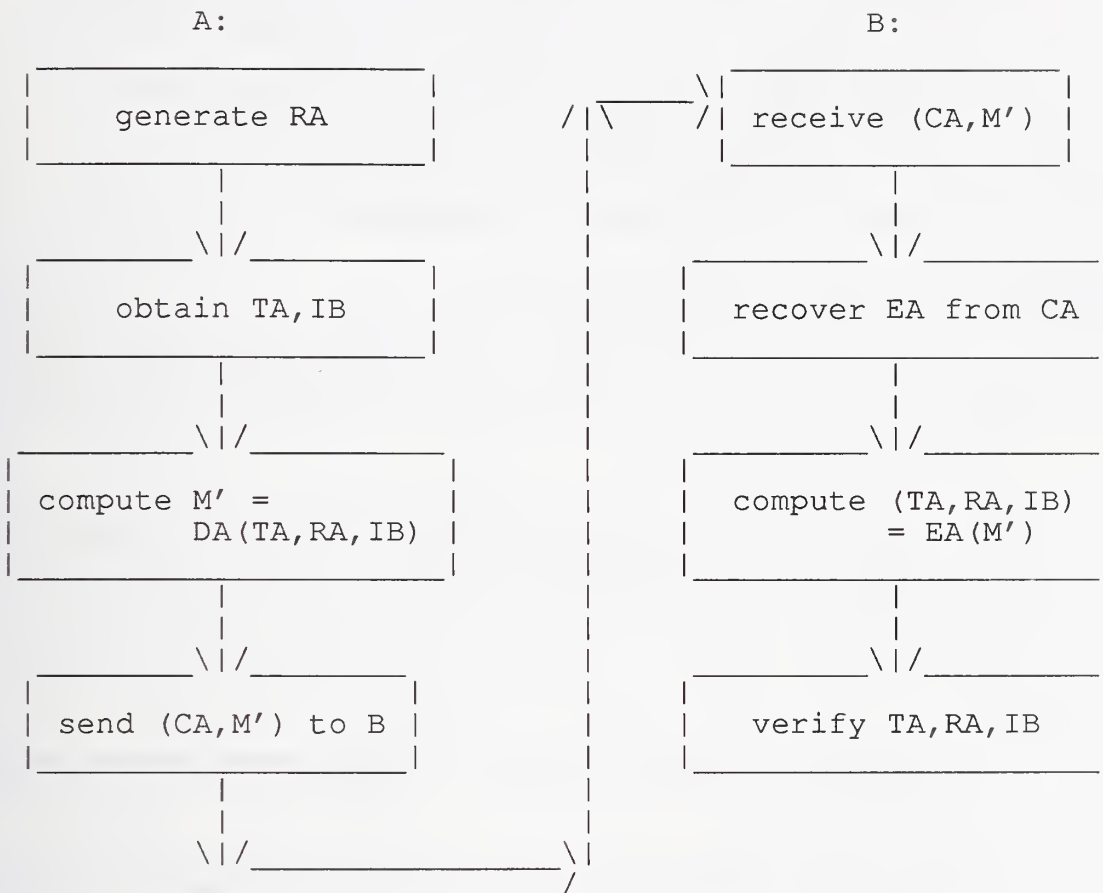 A:
generate RA
obtain TA,IB
compute M' =
DA(TA,RA,IB)
send (CA,M') to B
B:
receive (CA,M')
recover EA from CA
compute (TA,RA,IB)
= EA(M')
verify TA,RA,IB